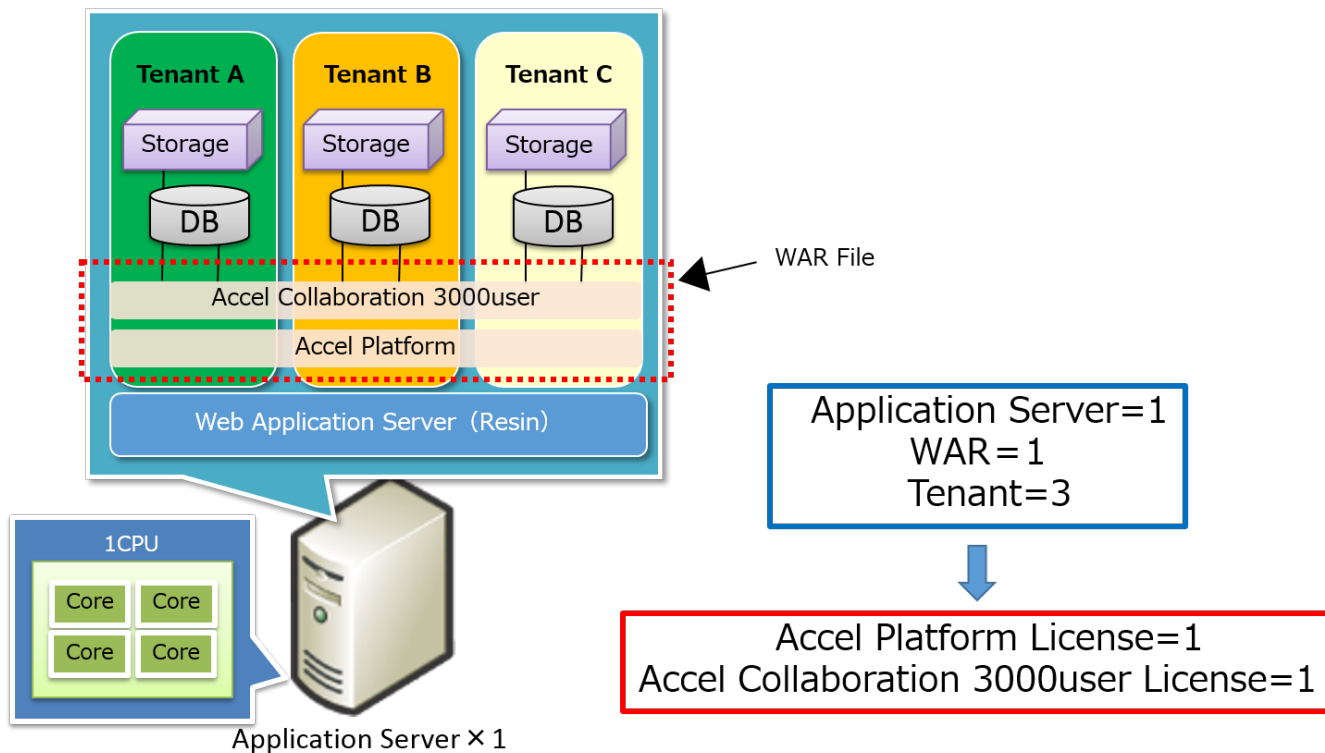 Tenant A
Tenant B
Tenant C
Storage
Storage
Storage
DB
DB
DB
WAR File
Accel Collaboration 3000user
Accel Platform
Web Application Server（Resin）
Application Server=1
WAR＝1
Tenant=3
1CPU
Core
Core
Core
Core
Accel Platform License=1
Accel Collaboration 3000user License=1
Application Server×1